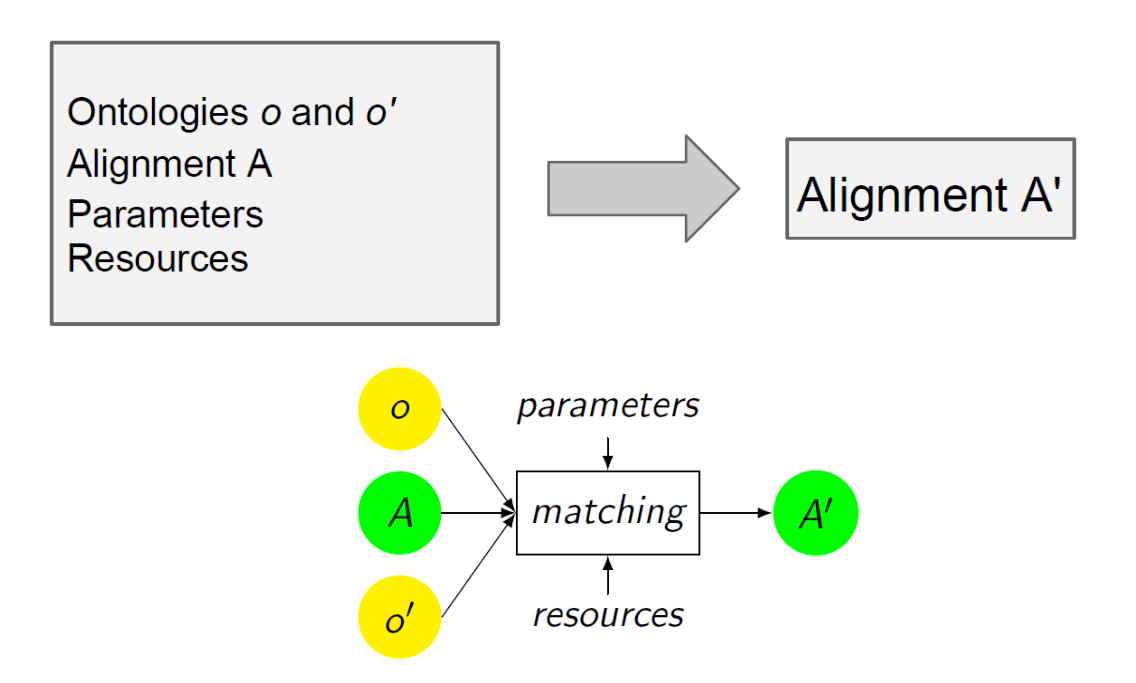 Ontologies o and o'
Alignment A
Parameters
Resources
Alignment A'
o
parameters
A
matching
A′
o′
resources